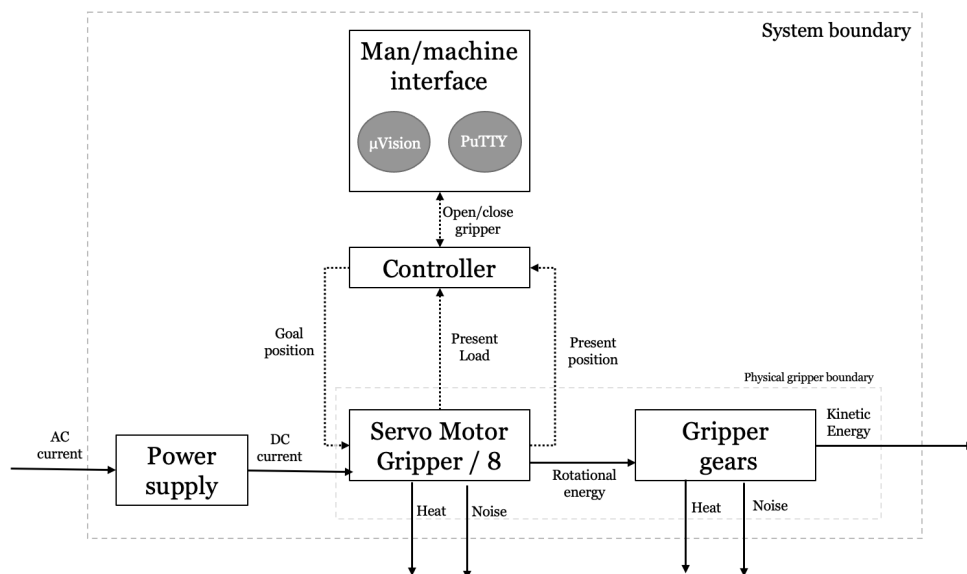 System boundary
Man/machine
interface
µVision
PuTTY
Open/close
gripper
Controller
Goal
position
Present
Load
Present
position
Physical gripper boundary
AC
current
Power
supply
DC
current
Servo Motor
Gripper / 8
Rotational
energy
Gripper
gears
Kinetic
Energy
Heat
Noise
Heat
Noise